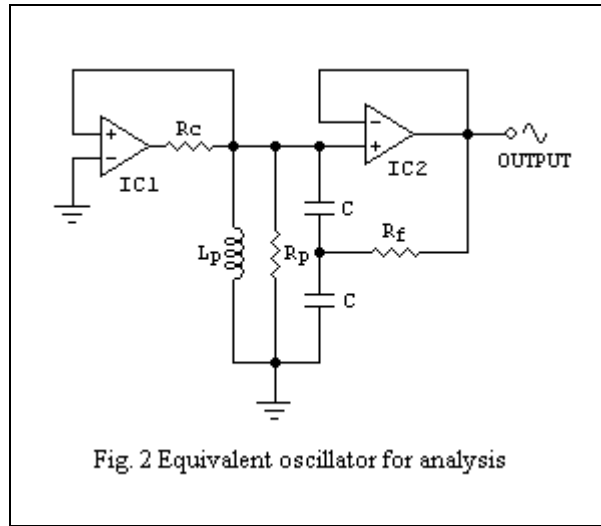 Rc
IC1
IC2
OUTPUT
C
Rf
Lp
Rp
C
Fig. 2 Equivalent oscillator for analysis